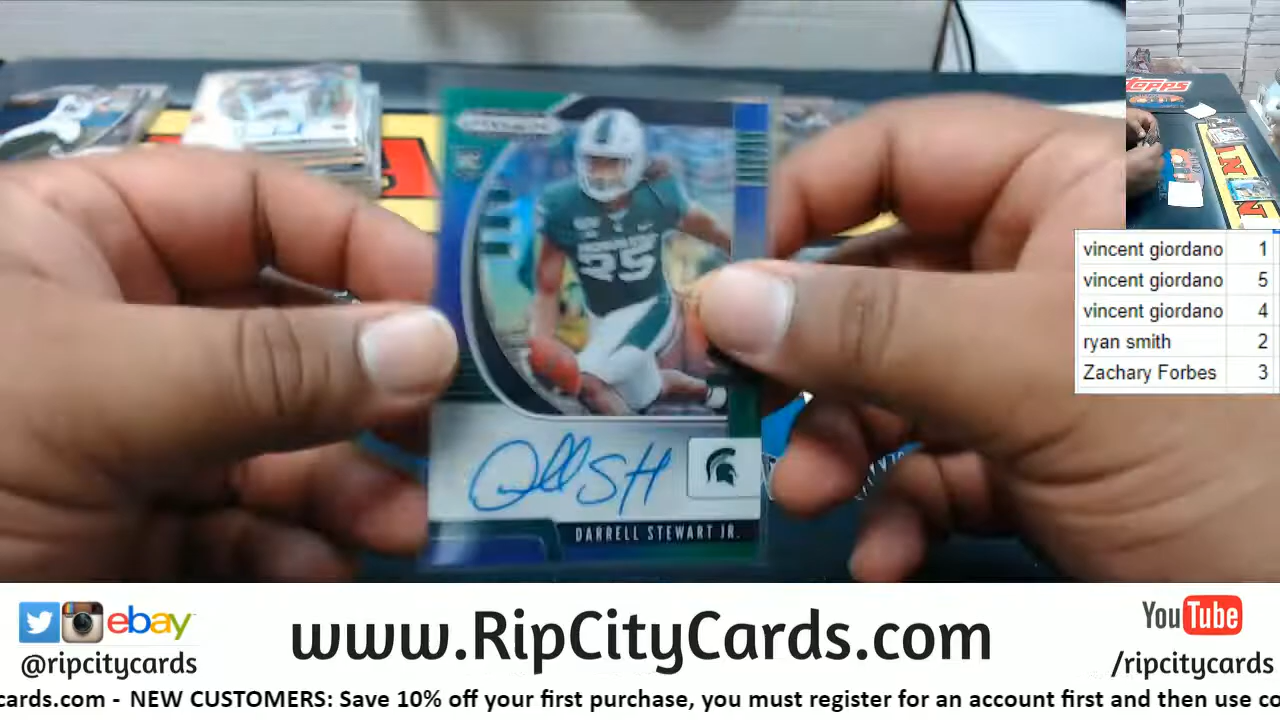 TOPPS
PRIZM
RC
25
DARRELL STEWART JR.
vincent giordano 1
vincent giordano 5
vincent giordano 4
ryan smith 2
Zachary Forbes 3
ebay
@ripcitycards
www.RipCityCards.com
YouTube
/ripcitycards
cards.com - NEW CUSTOMERS: Save 10% off your first purchase, you must register for an account first and then use co